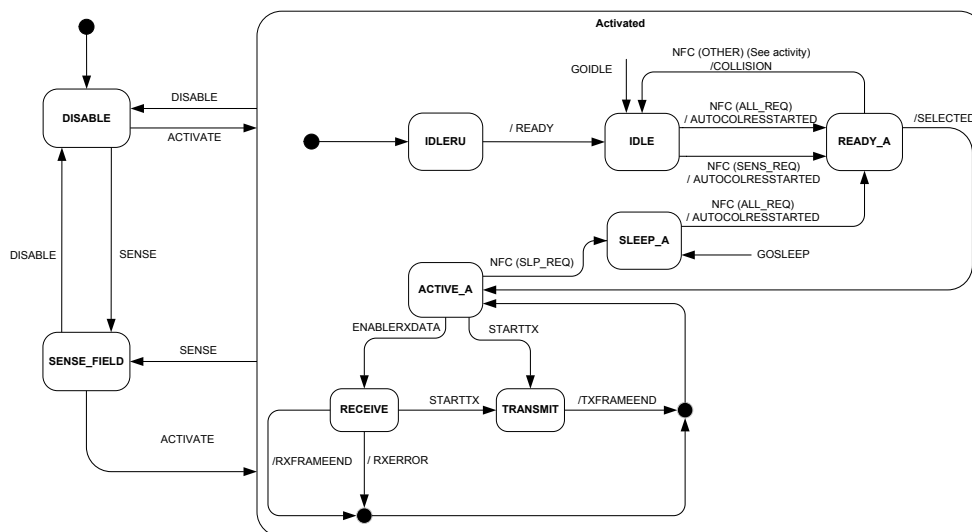 Activated
NFC (OTHER) (See activity)
/COLLISION
GOIDLE
DISABLE
DISABLE
ACTIVATE
/ READY
NFC (ALL_REQ)
/ AUTOCOLRESSTARTED
/SELECTED
IDLERU
IDLE
READY_A
NFC (SENS_REQ)
/ AUTOCOLRESSTARTED
NFC (ALL_REQ)
/ AUTOCOLRESSTARTED
SLEEP_A
DISABLE
SENSE
NFC (SLP_REQ)
GOSLEEP
ACTIVE_A
ENABLERXDATA
STARTTX
SENSE_FIELD
SENSE
RECEIVE
STARTTX
TRANSMIT
/TXFRAMEEND
ACTIVATE
/RXFRAMEEND
/ RXERROR